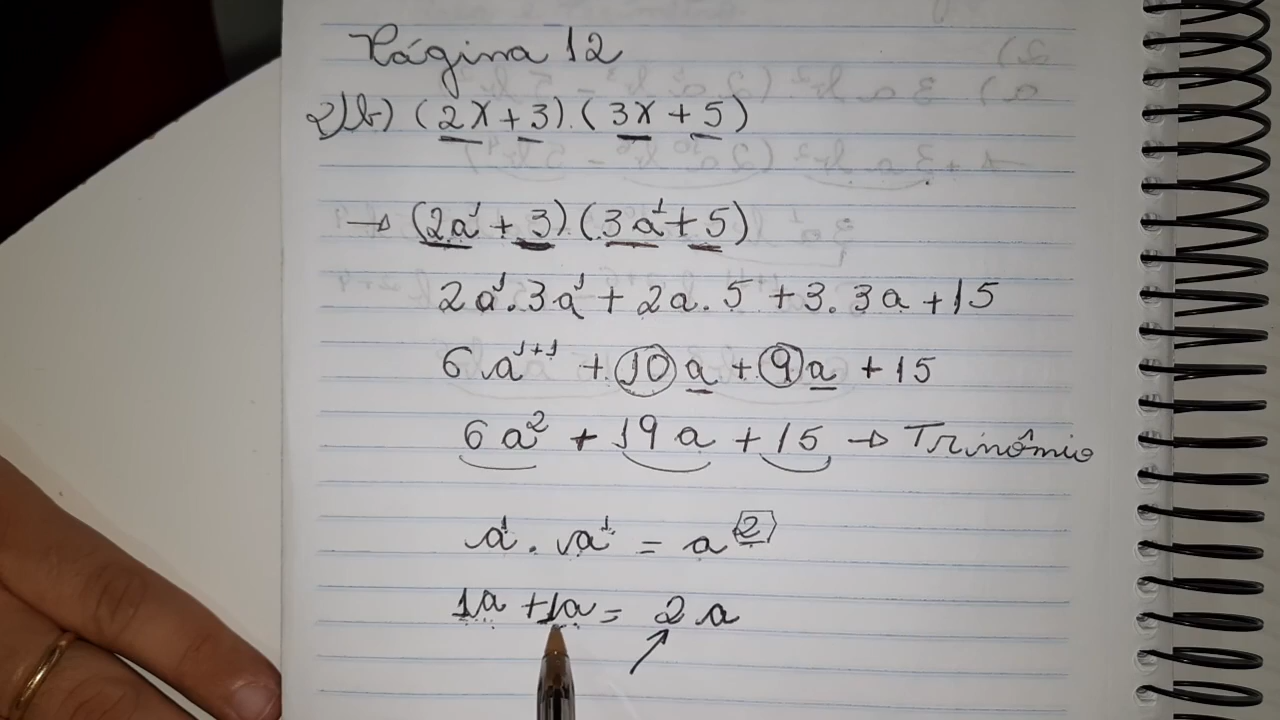 Página 12
2) b) (2x + 3).(3x + 5)
→ (2a¹ + 3)(3a¹ + 5)
2a¹.3a¹ + 2a.5 + 3.3a + 15
6a¹⁺¹ + 10a + 9a + 15
6a² + 19a + 15 → Trinômio
a¹.a¹ = a²
1a + 1a = 2a